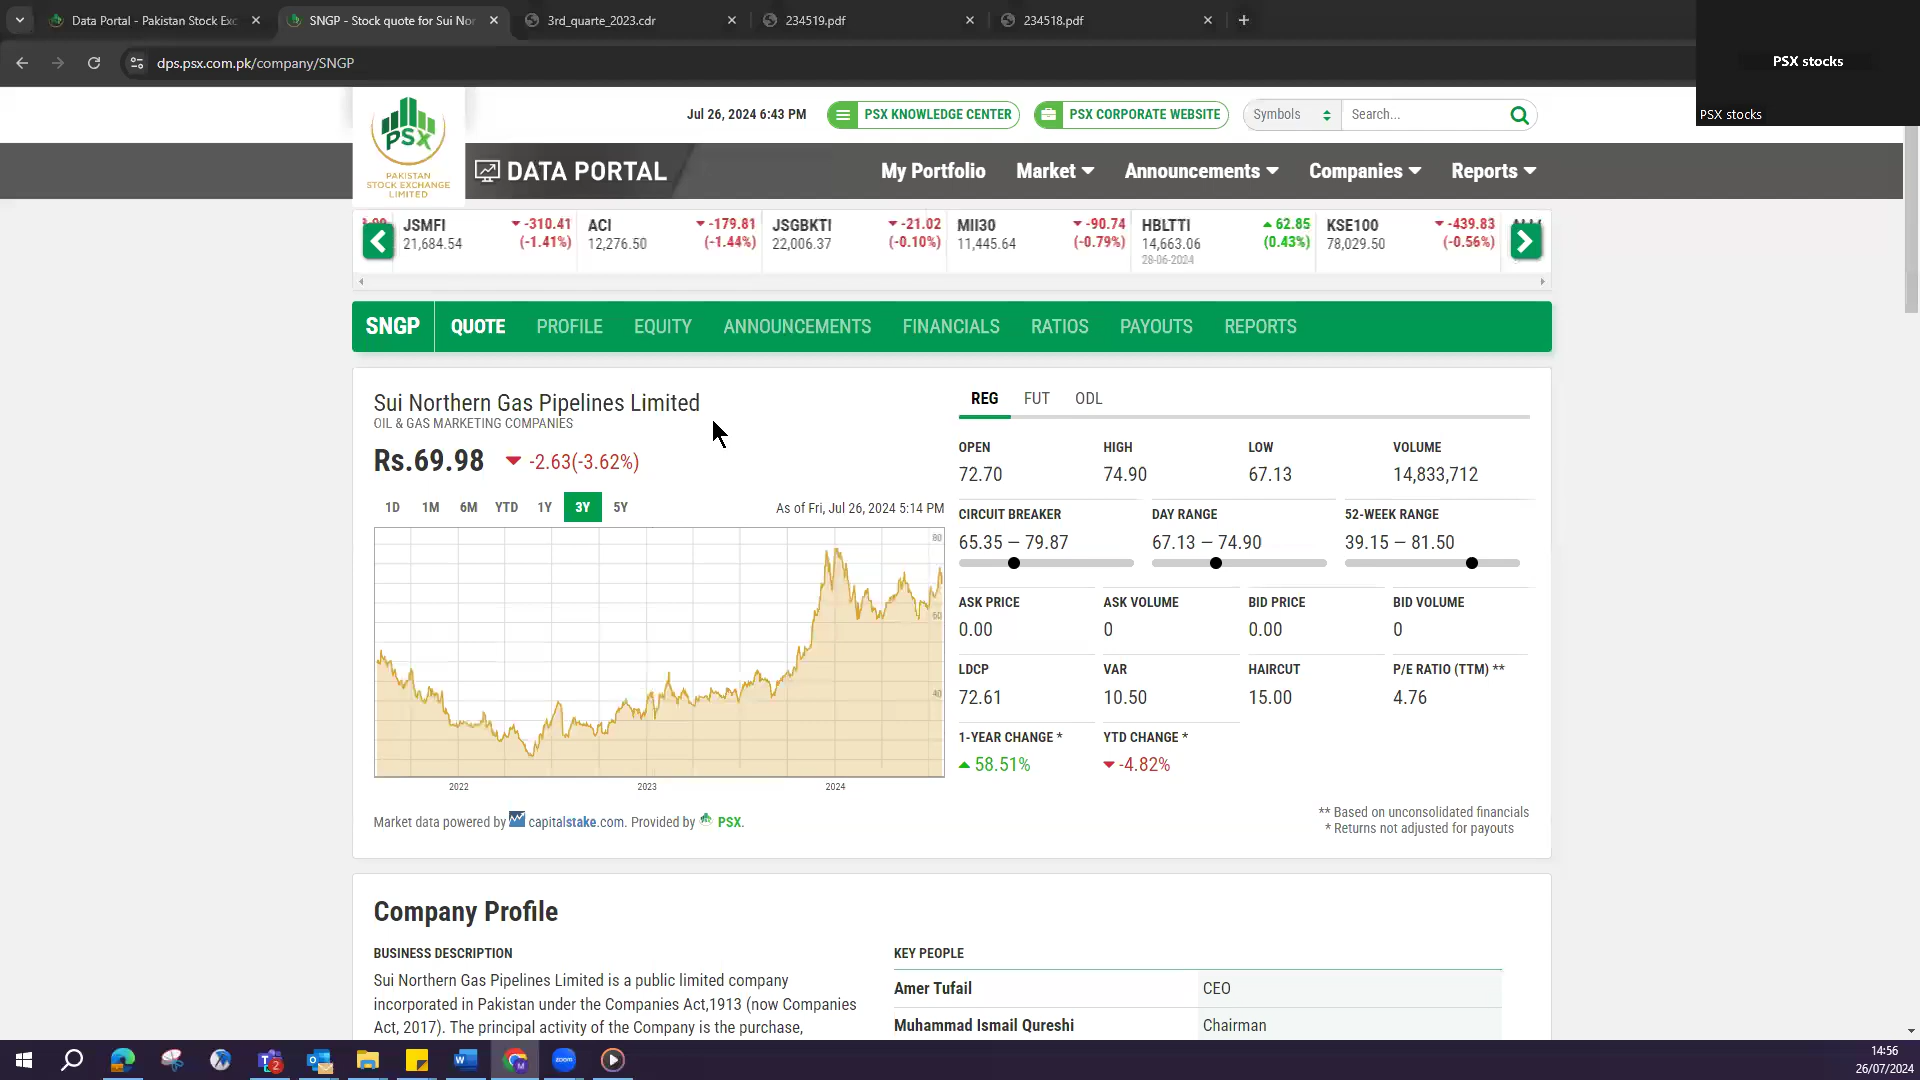 Data Portal - Pakistan Stock Exc
SNGP - Stock quote for Sui Nor
3rd_quarte_2023.cdr
234519.pdf
234518.pdf
dps.psx.com.pk/company/SNGP
PSX stocks
PSX stocks
PSX
PAKISTAN
STOCK EXCHANGE
LIMITED
Jul 26, 2024 6:43 PM
PSX KNOWLEDGE CENTER
PSX CORPORATE WEBSITE
Symbols
Search...
DATA PORTAL
My Portfolio
Market
Announcements
Companies
Reports
JSMFI -310.41
21,684.54 (-1.41%)
ACI -179.81
12,276.50 (-1.44%)
JSGBKTI -21.02
22,006.37 (-0.10%)
MII30 -90.74
11,445.64 (-0.79%)
HBLTTI 62.85
14,663.06 (0.43%)
28-06-2024
KSE100 -439.83
78,029.50 (-0.56%)
SNGP QUOTE PROFILE EQUITY ANNOUNCEMENTS FINANCIALS RATIOS PAYOUTS REPORTS
Sui Northern Gas Pipelines Limited
OIL & GAS MARKETING COMPANIES
Rs.69.98 -2.63(-3.62%)
1D 1M 6M YTD 1Y 3Y 5Y
As of Fri, Jul 26, 2024 5:14 PM
80
60
40
2022 2023 2024
Market data powered by capitalstake.com. Provided by PSX.
REG FUT ODL
OPEN HIGH LOW VOLUME
72.70 74.90 67.13 14,833,712
CIRCUIT BREAKER DAY RANGE 52-WEEK RANGE
65.35 — 79.87 67.13 — 74.90 39.15 — 81.50
ASK PRICE ASK VOLUME BID PRICE BID VOLUME
0.00 0 0.00 0
LDCP VAR HAIRCUT P/E RATIO (TTM) **
72.61 10.50 15.00 4.76
1-YEAR CHANGE * YTD CHANGE *
58.51% -4.82%
** Based on unconsolidated financials
* Returns not adjusted for payouts
Company Profile
BUSINESS DESCRIPTION
Sui Northern Gas Pipelines Limited is a public limited company
incorporated in Pakistan under the Companies Act,1913 (now Companies
Act, 2017). The principal activity of the Company is the purchase,
KEY PEOPLE
Amer Tufail CEO
Muhammad Ismail Qureshi Chairman
14:56
26/07/2024